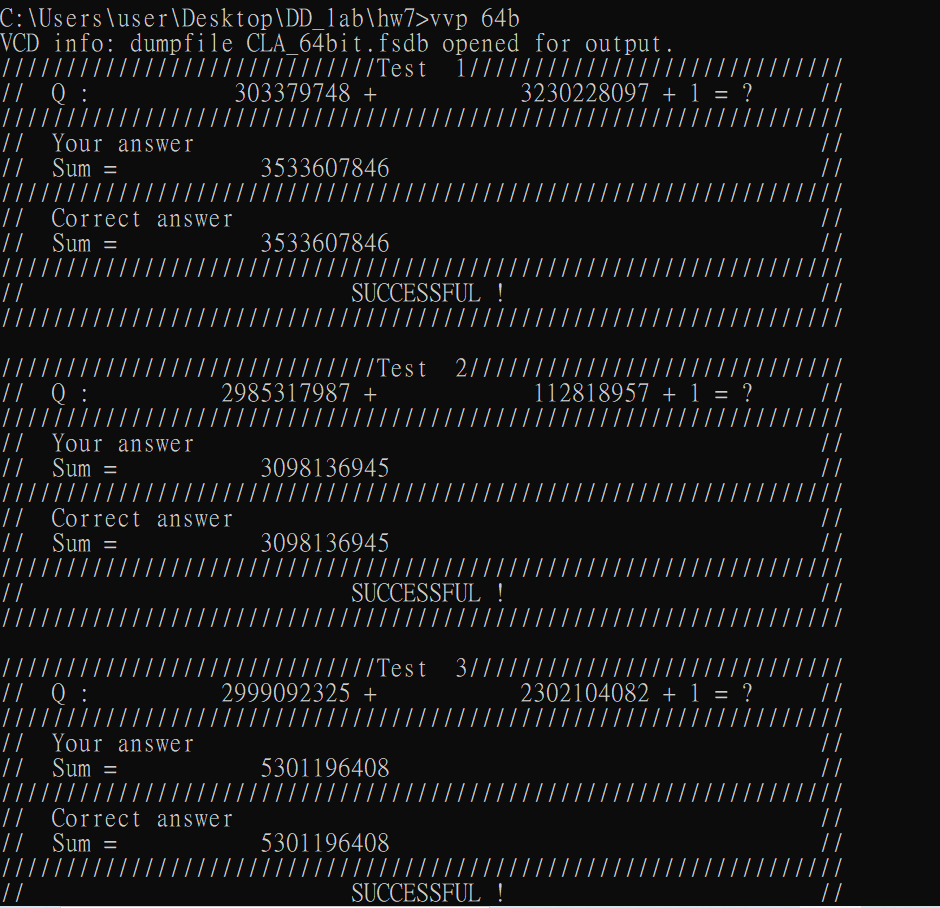 C:\Users\user\Desktop\DD_lab\hw7>vvp 64b
VCD info: dumpfile CLA_64bit.fsdb opened for output.
/////////////////////////////Test  1/////////////////////////////
//  Q :           303379748 +           3230228097 + 1 = ?     //
/////////////////////////////////////////////////////////////////
//  Your answer                                                //
//  Sum =           3533607846                                 //
/////////////////////////////////////////////////////////////////
//  Correct answer                                             //
//  Sum =           3533607846                                 //
/////////////////////////////////////////////////////////////////
//                         SUCCESSFUL !                        //
/////////////////////////////////////////////////////////////////
/////////////////////////////Test  2/////////////////////////////
//  Q :          2985317987 +            112818957 + 1 = ?     //
/////////////////////////////////////////////////////////////////
//  Your answer                                                //
//  Sum =           3098136945                                 //
/////////////////////////////////////////////////////////////////
//  Correct answer                                             //
//  Sum =           3098136945                                 //
/////////////////////////////////////////////////////////////////
//                         SUCCESSFUL !                        //
/////////////////////////////////////////////////////////////////
/////////////////////////////Test  3/////////////////////////////
//  Q :          2999092325 +           2302104082 + 1 = ?     //
/////////////////////////////////////////////////////////////////
//  Your answer                                                //
//  Sum =           5301196408                                 //
/////////////////////////////////////////////////////////////////
//  Correct answer                                             //
//  Sum =           5301196408                                 //
/////////////////////////////////////////////////////////////////
//                         SUCCESSFUL !                        //